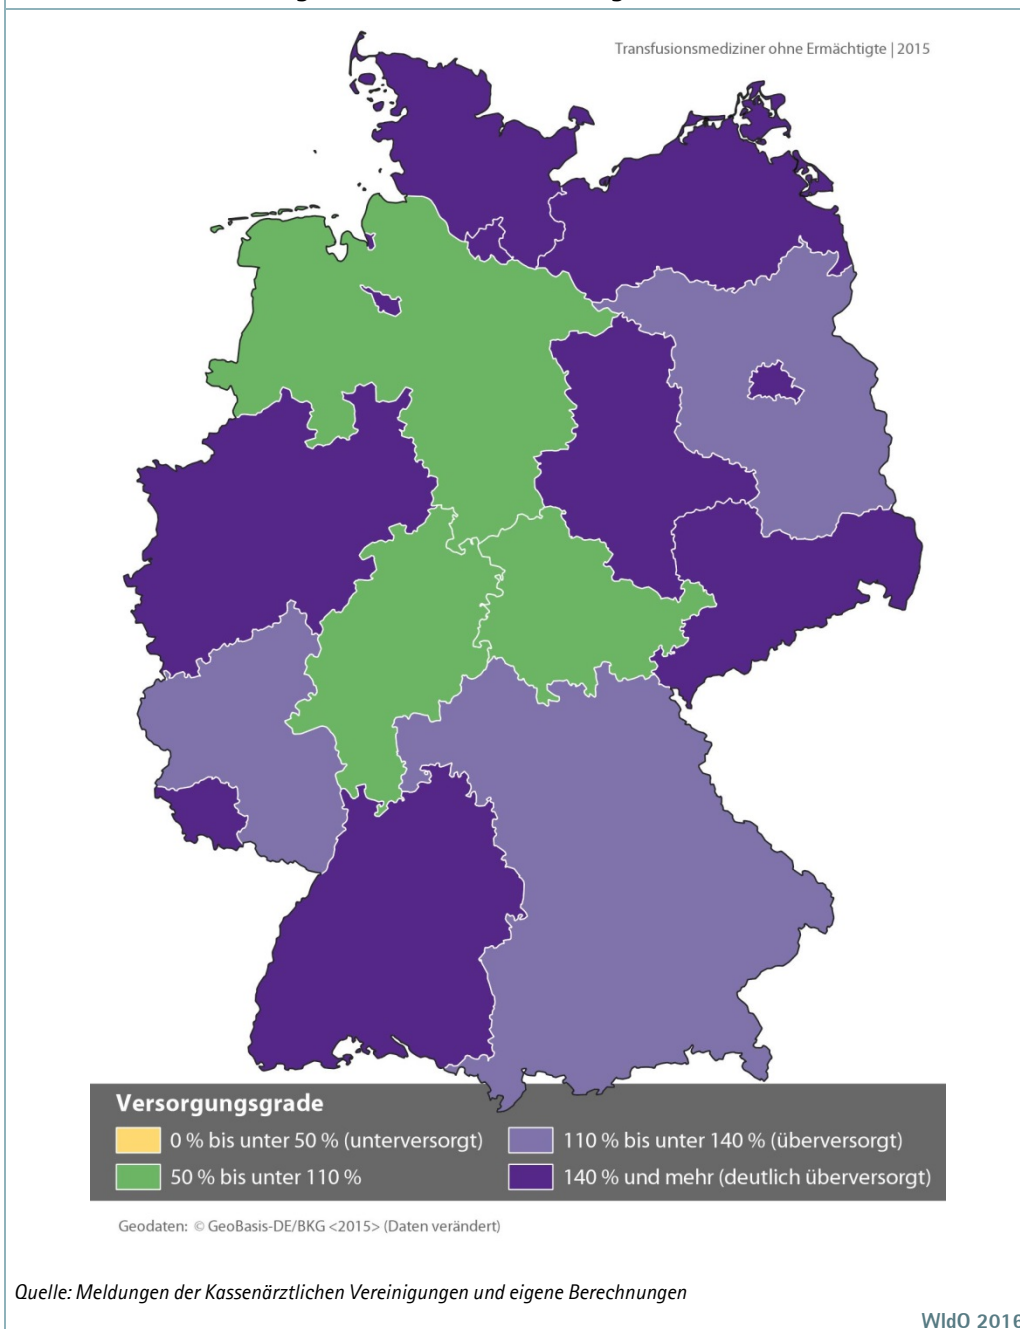 Transfusionsmediziner ohne Ermächtigte | 2015
Versorgungsgrade
0 % bis unter 50 % (unterversorgt)
110 % bis unter 140 % (überversorgt)
50 % bis unter 110 %
140 % und mehr (deutlich überversorgt)
Geodaten: © GeoBasis-DE/BKG <2015> (Daten verändert)
Quelle: Meldungen der Kassenärztlichen Vereinigungen und eigene Berechnungen
WIdO 2016